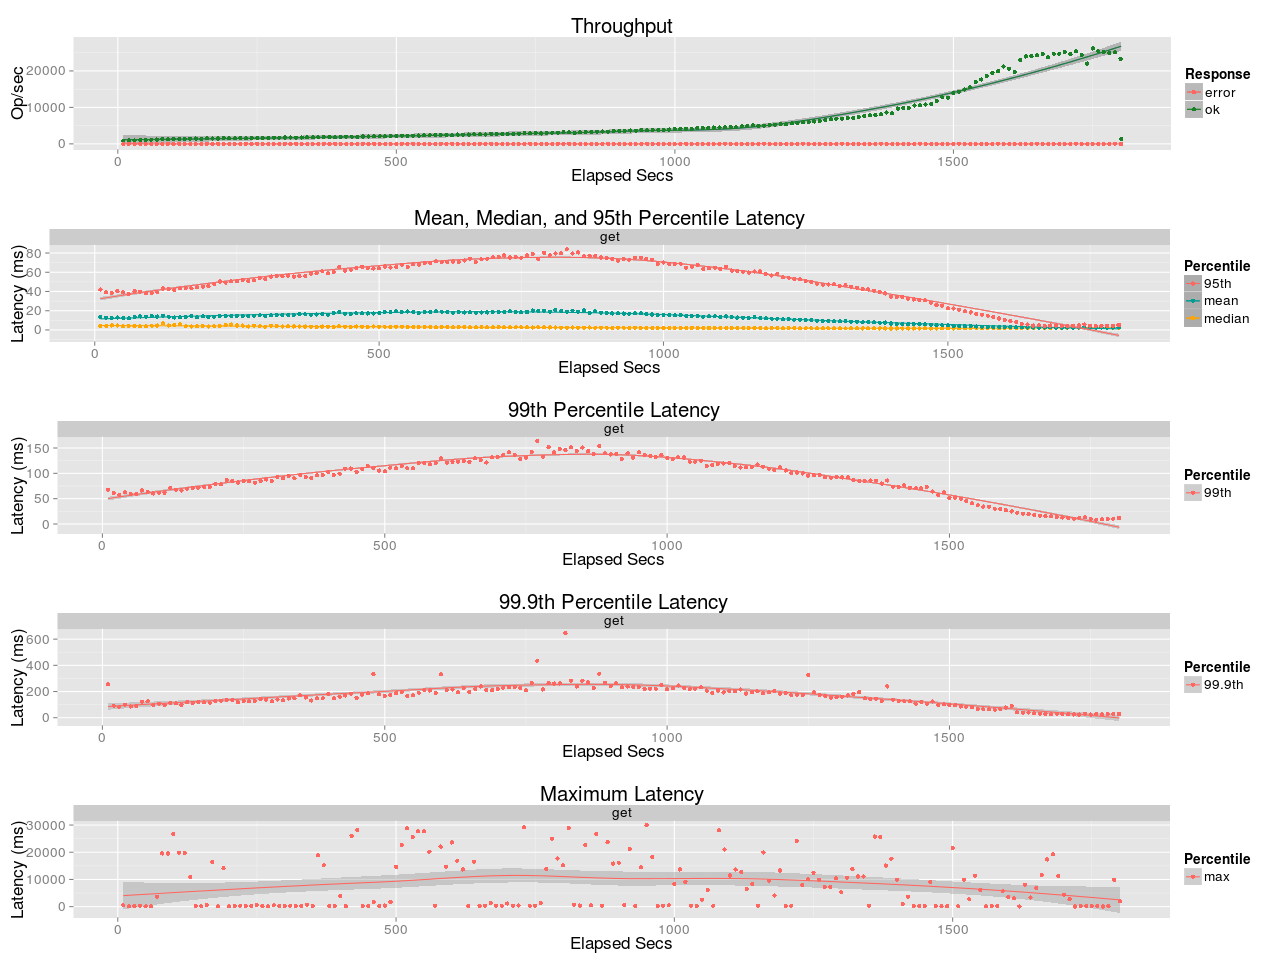 Throughput
Op/sec
20000
10000
0
0 500 1000 1500
Elapsed Secs
Response
error
ok
Mean, Median, and 95th Percentile Latency
get
Latency (ms)
80
60
40
20
0
0 500 1000 1500
Elapsed Secs
Percentile
95th
mean
median
99th Percentile Latency
get
Latency (ms)
150
100
50
0
0 500 1000 1500
Elapsed Secs
Percentile
99th
99.9th Percentile Latency
get
Latency (ms)
600
400
200
0
0 500 1000 1500
Elapsed Secs
Percentile
99.9th
Maximum Latency
get
Latency (ms)
30000
20000
10000
0
0 500 1000 1500
Elapsed Secs
Percentile
max